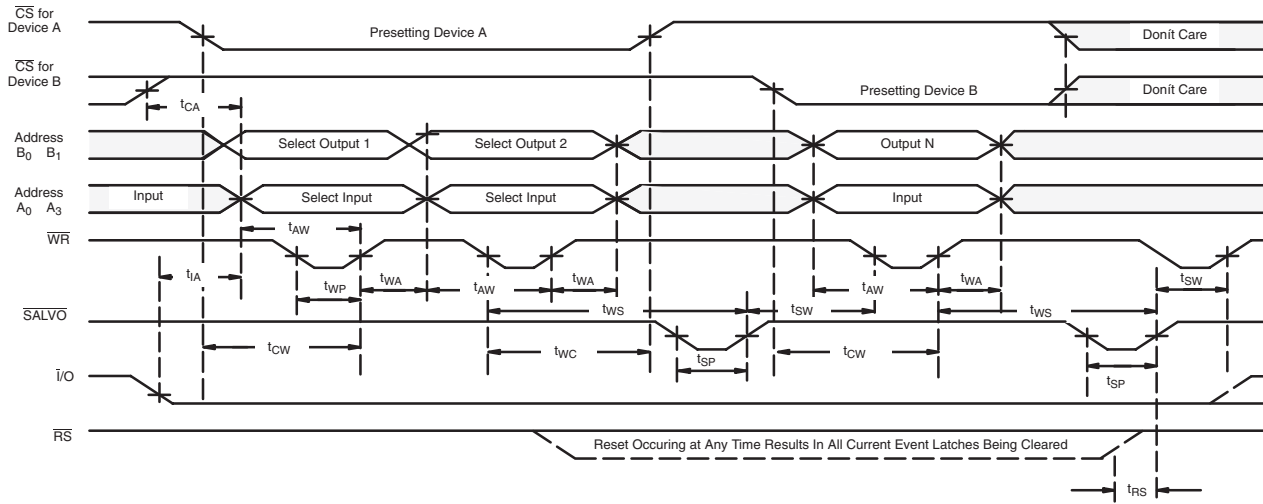 CS for
Device A
Presetting Device A
Donít Care
CS for
Device B
Presetting Device B
Donít Care
tCA
Address
B0 B1
Select Output 1
Select Output 2
Output N
Address
A0 A3
Input
Select Input
Select Input
Input
WR
tAW
tIA
tWP
tWA
tAW
tWA
tWS
tSW
tAW
tWA
tWS
tSW
SALVO
tCW
tWC
tSP
tCW
tSP
I/O
RS
Reset Occuring at Any Time Results In All Current Event Latches Being Cleared
tRS